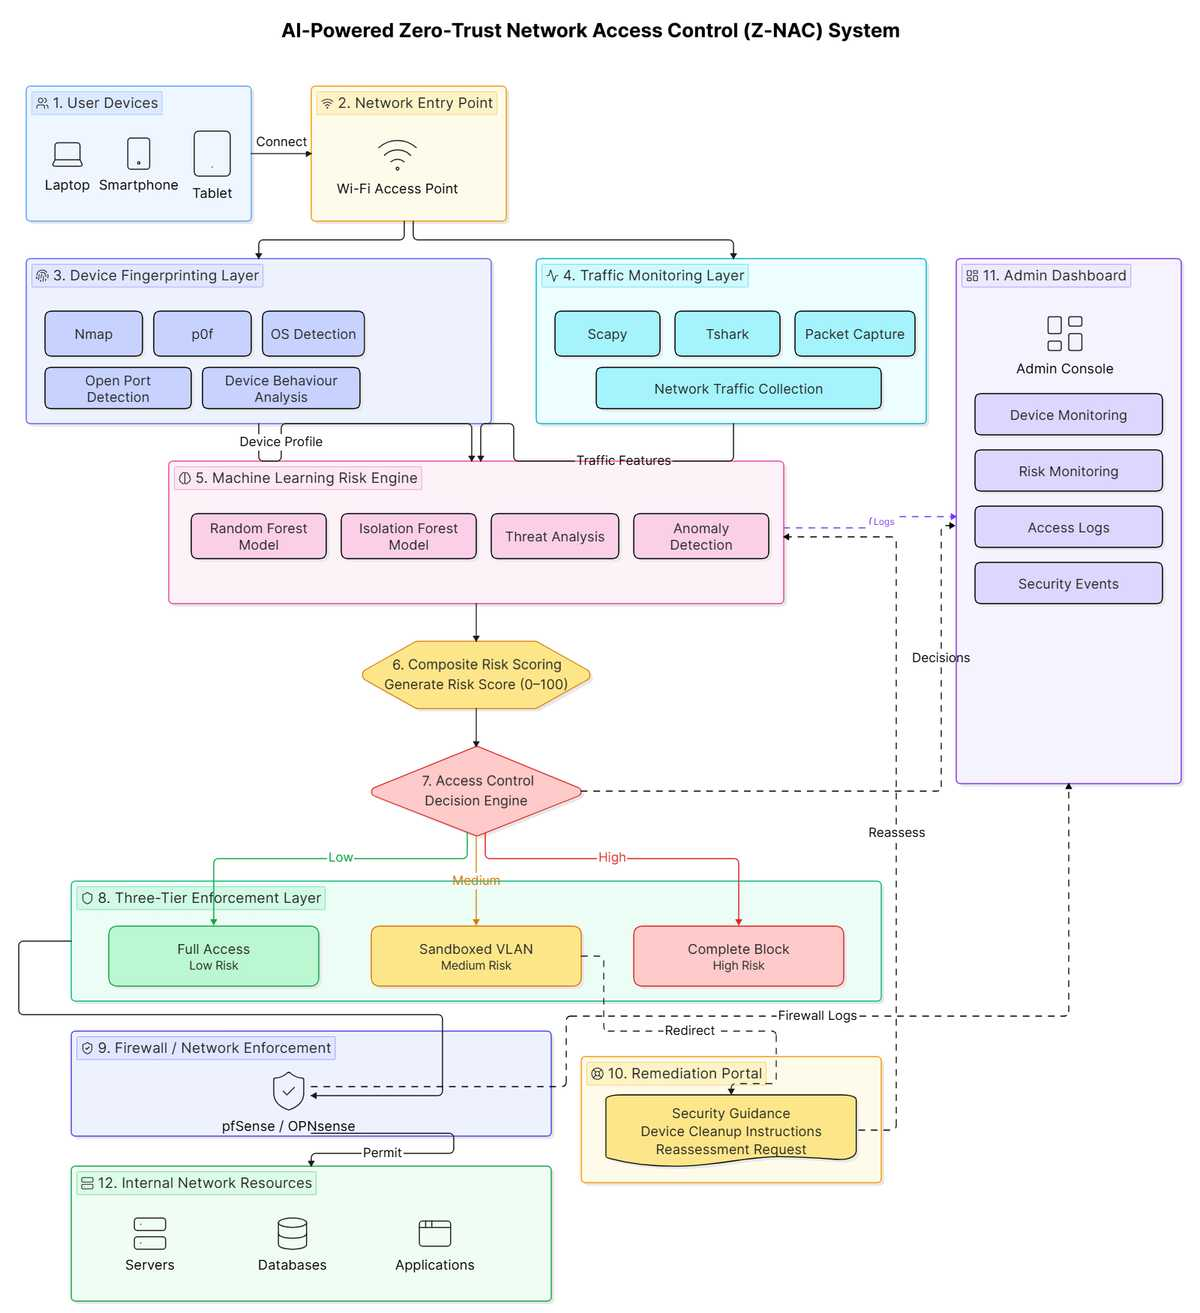 AI-Powered Zero-Trust Network Access Control (Z-NAC) System
1. User Devices
Laptop
Smartphone
Tablet
Connect
2. Network Entry Point
Wi-Fi Access Point
3. Device Fingerprinting Layer
Nmap
p0f
OS Detection
Open Port
Detection
Device Behaviour
Analysis
4. Traffic Monitoring Layer
Scapy
Tshark
Packet Capture
Network Traffic Collection
11. Admin Dashboard
Admin Console
Device Monitoring
Risk Monitoring
Access Logs
Security Events
Device Profile
Traffic Features
5. Machine Learning Risk Engine
Random Forest
Model
Isolation Forest
Model
Threat Analysis
Anomaly
Detection
Logs
6. Composite Risk Scoring
Generate Risk Score (0–100)
Decisions
7. Access Control
Decision Engine
Reassess
Low
Medium
High
8. Three-Tier Enforcement Layer
Full Access
Low Risk
Sandboxed VLAN
Medium Risk
Complete Block
High Risk
Firewall Logs
Redirect
9. Firewall / Network Enforcement
pfSense / OPNsense
10. Remediation Portal
Security Guidance
Device Cleanup Instructions
Reassessment Request
Permit
12. Internal Network Resources
Servers
Databases
Applications